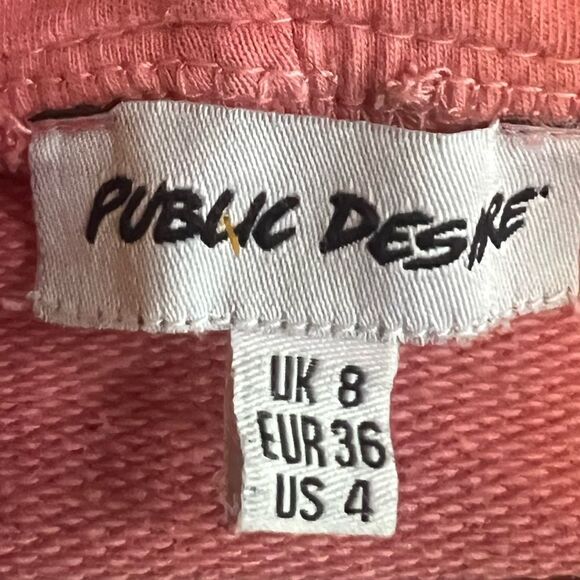 PUBLIC DESIRE
UK 8
EUR 36
US 4